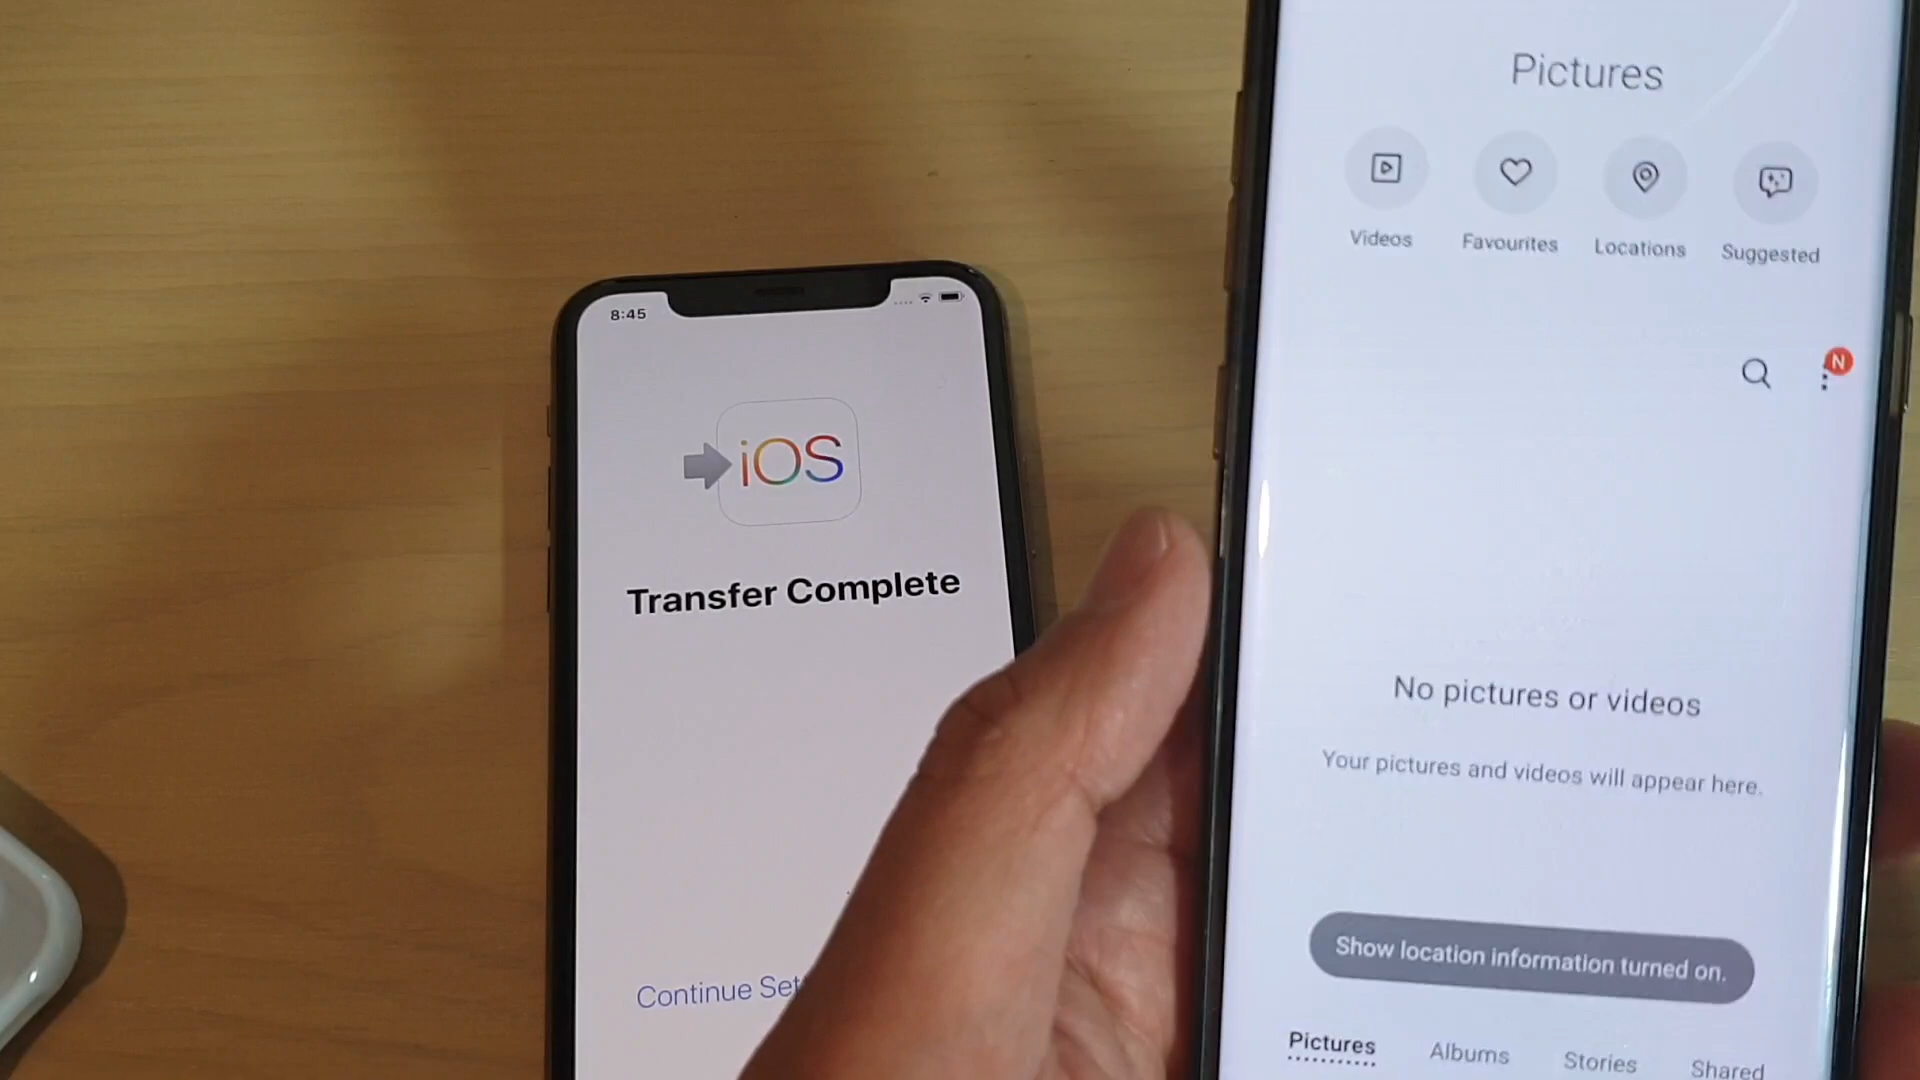 8:45
iOS
Transfer Complete
Continue
Pictures
Videos
Favourites
Locations
Suggested
N
No pictures or videos
Your pictures and videos will appear here.
Show location information turned on.
Pictures
Albums
Stories
Shared